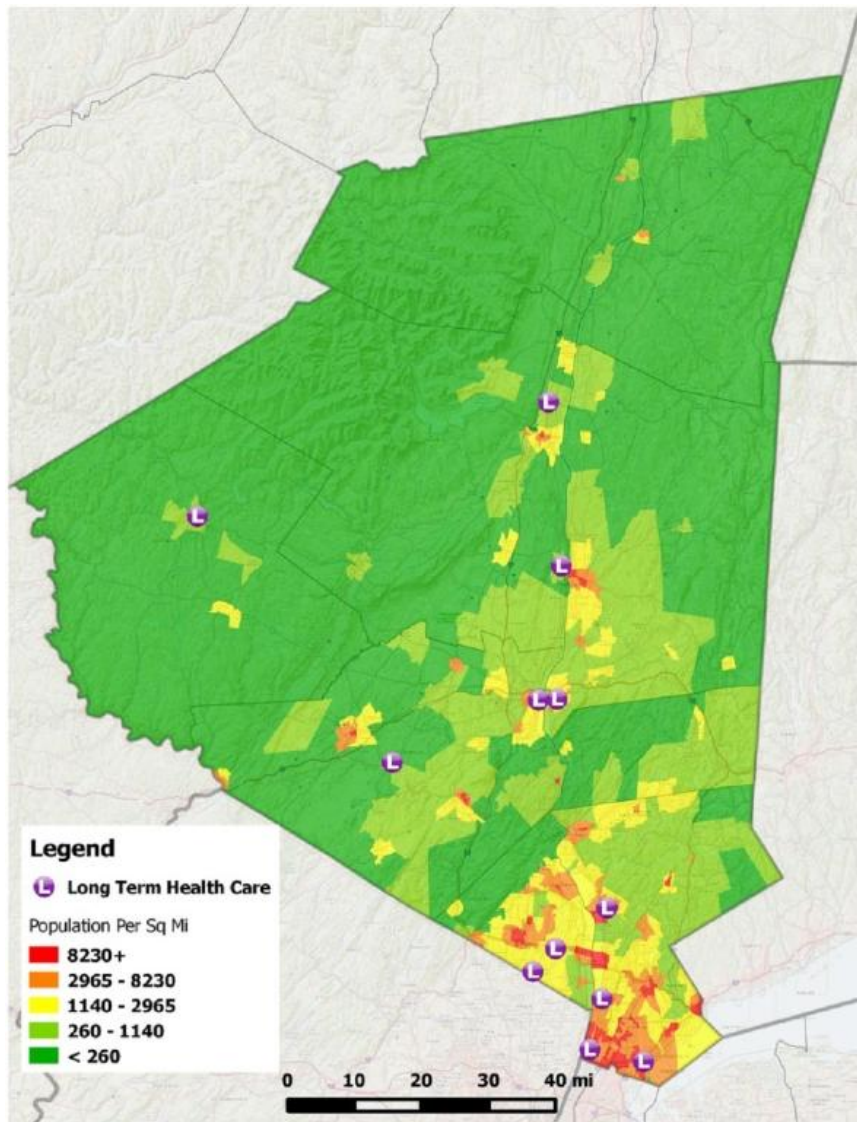 L
L
L
L
L
L
L
L
L
L
L
L
Legend
L Long Term Health Care
Population Per Sq Mi
8230+
2965 - 8230
1140 - 2965
260 - 1140
< 260
0 10 20 30 40 mi